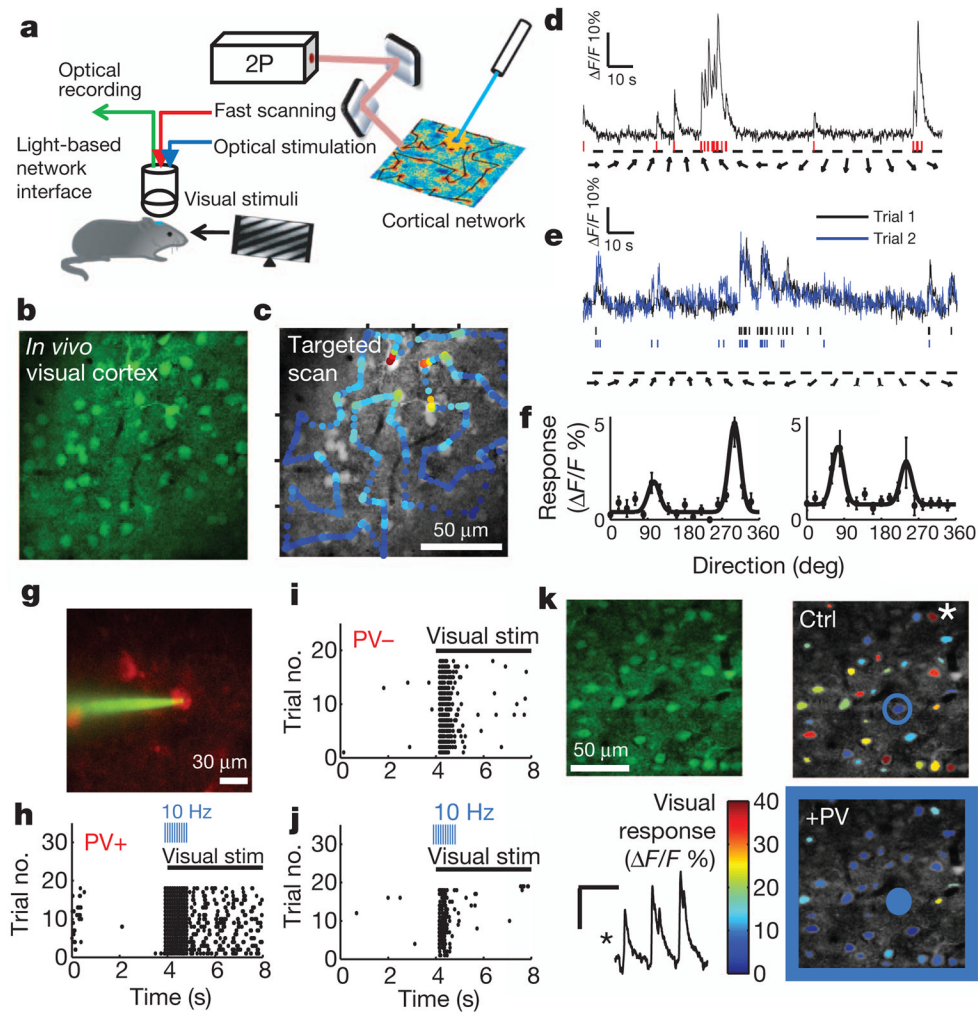 a
Optical
recording
Light-based
network
interface
2P
Fast scanning
Optical stimulation
Visual stimuli
Cortical network
b
In vivo
visual cortex
c
Targeted
scan
50 μm
d
ΔF/F 10%
10 s
e
ΔF/F 10%
10 s
Trial 1
Trial 2
f
Response
(ΔF/F %)
5
0
0 90 180 270 360
5
0
0 90 180 270 360
Direction (deg)
g
30 μm
h
10 Hz
PV+
Visual stim
Trial no.
30
20
10
0
0 2 4 6 8
Time (s)
i
PV–
Visual stim
Trial no.
20
10
0
0 2 4 6 8
j
10 Hz
Visual stim
Trial no.
30
20
10
0
0 2 4 6 8
Time (s)
k
50 μm
Ctrl
*
Visual
response
(ΔF/F %)
40
30
20
10
0
*
+PV